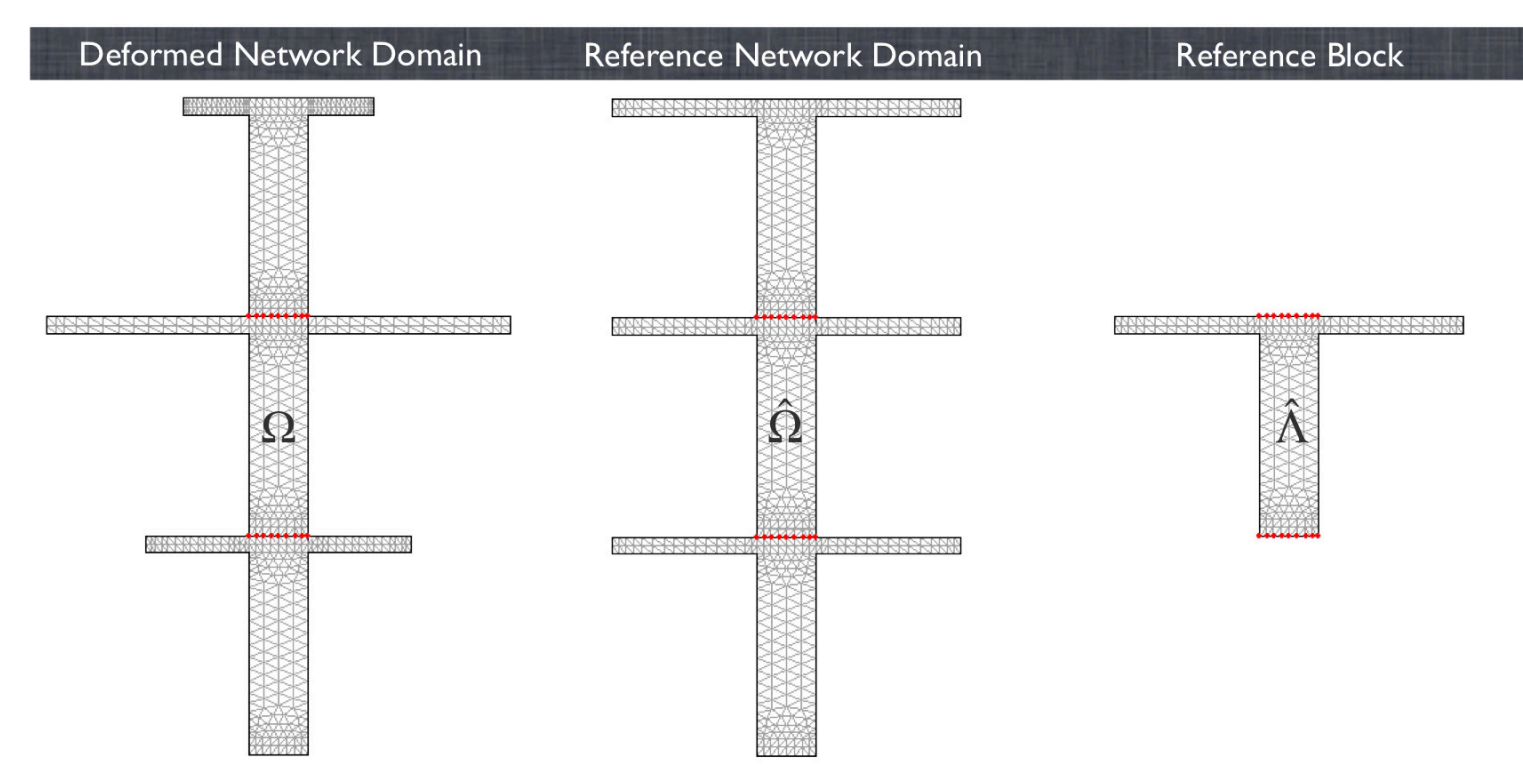 Deformed Network Domain Reference Network Domain Reference Block
Ω Ω̂ Λ̂